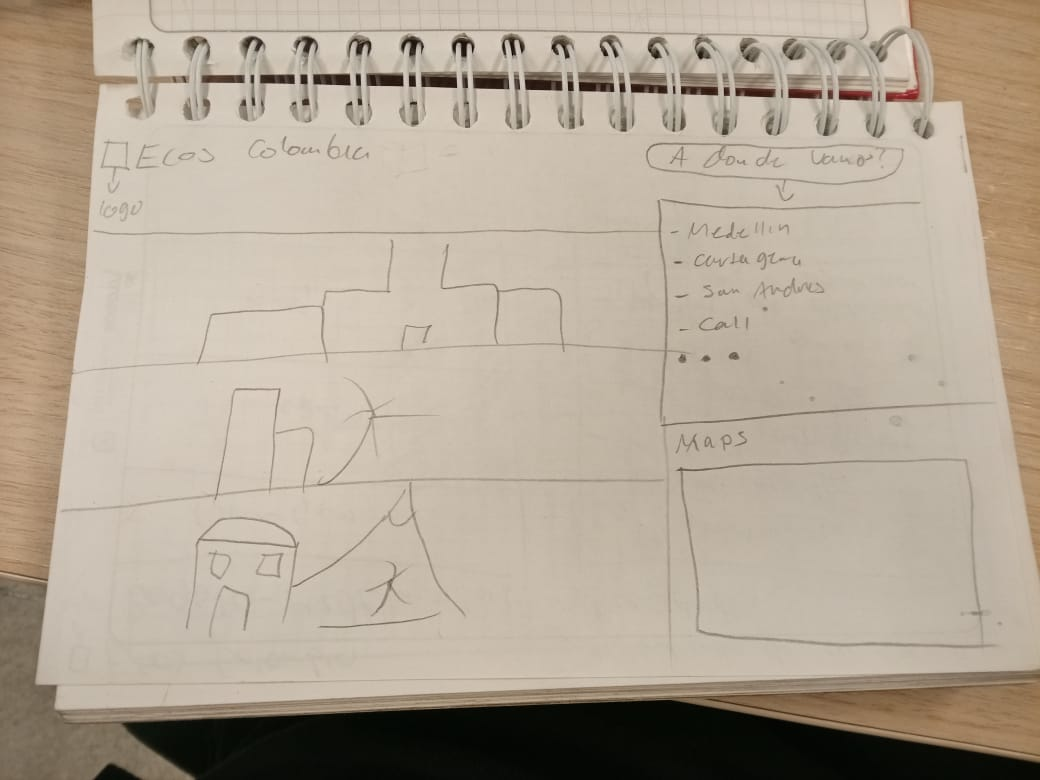 Ecos Colombia
logo
A donde vamos?
- Medellin
- Cartagena
- San Andres
- Cali
Maps